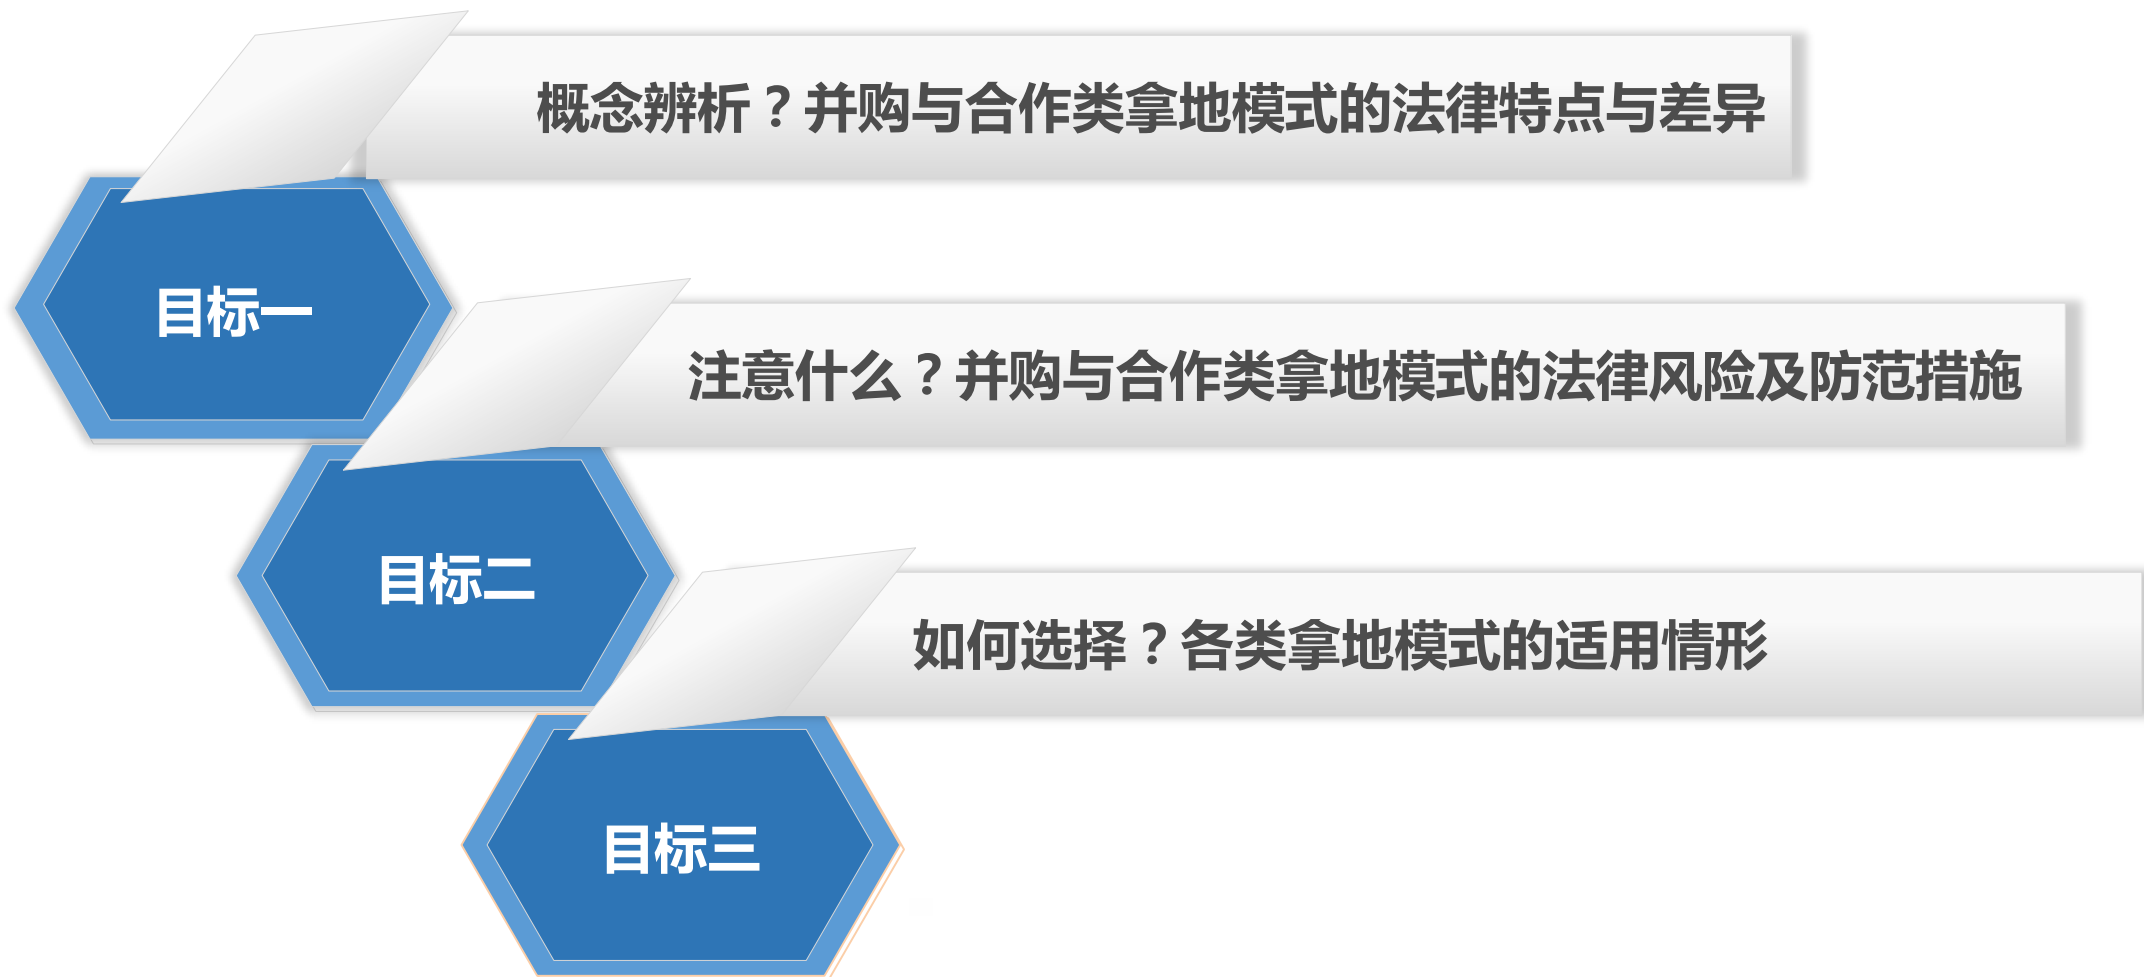 概念辨析？并购与合作类拿地模式的法律特点与差异
目标一
注意什么？并购与合作类拿地模式的法律风险及防范措施
目标二
如何选择？各类拿地模式的适用情形
目标三